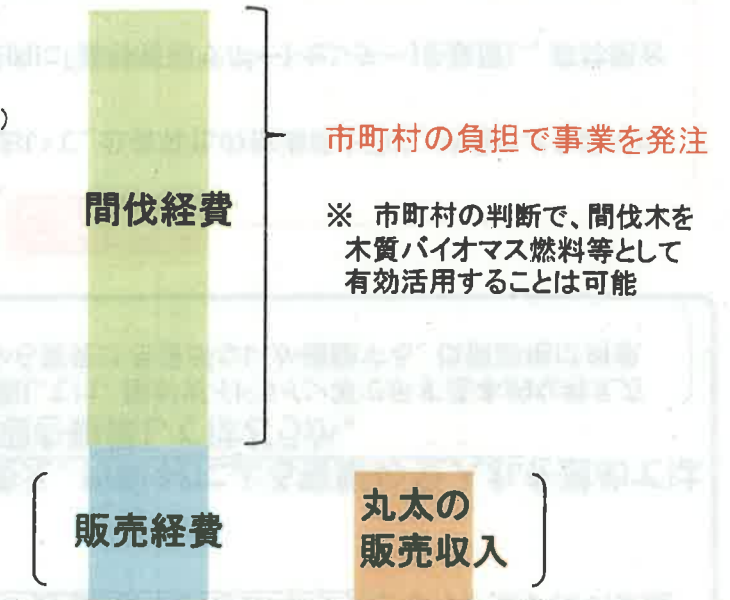 ）
市町村の負担で事業を発注
間伐経費
※　市町村の判断で、間伐木を
木質バイオマス燃料等として
有効活用することは可能
販売経費
丸太の
販売収入